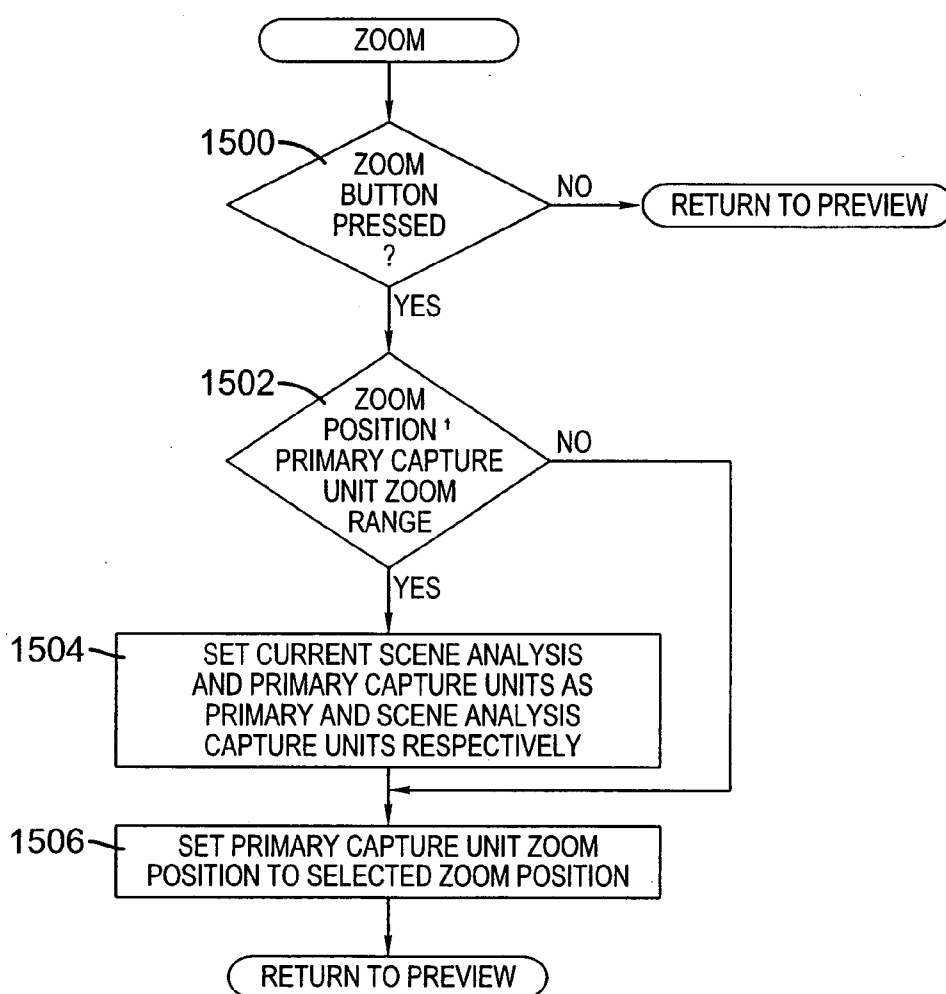 ZOOM
1500
ZOOM
BUTTON
PRESSED
?
NO
RETURN TO PREVIEW
YES
1502
ZOOM
POSITION
PRIMARY CAPTURE
UNIT ZOOM
RANGE
NO
YES
1504
SET CURRENT SCENE ANALYSIS
AND PRIMARY CAPTURE UNITS AS
PRIMARY AND SCENE ANALYSIS
CAPTURE UNITS RESPECTIVELY
1506
SET PRIMARY CAPTURE UNIT ZOOM
POSITION TO SELECTED ZOOM POSITION
RETURN TO PREVIEW